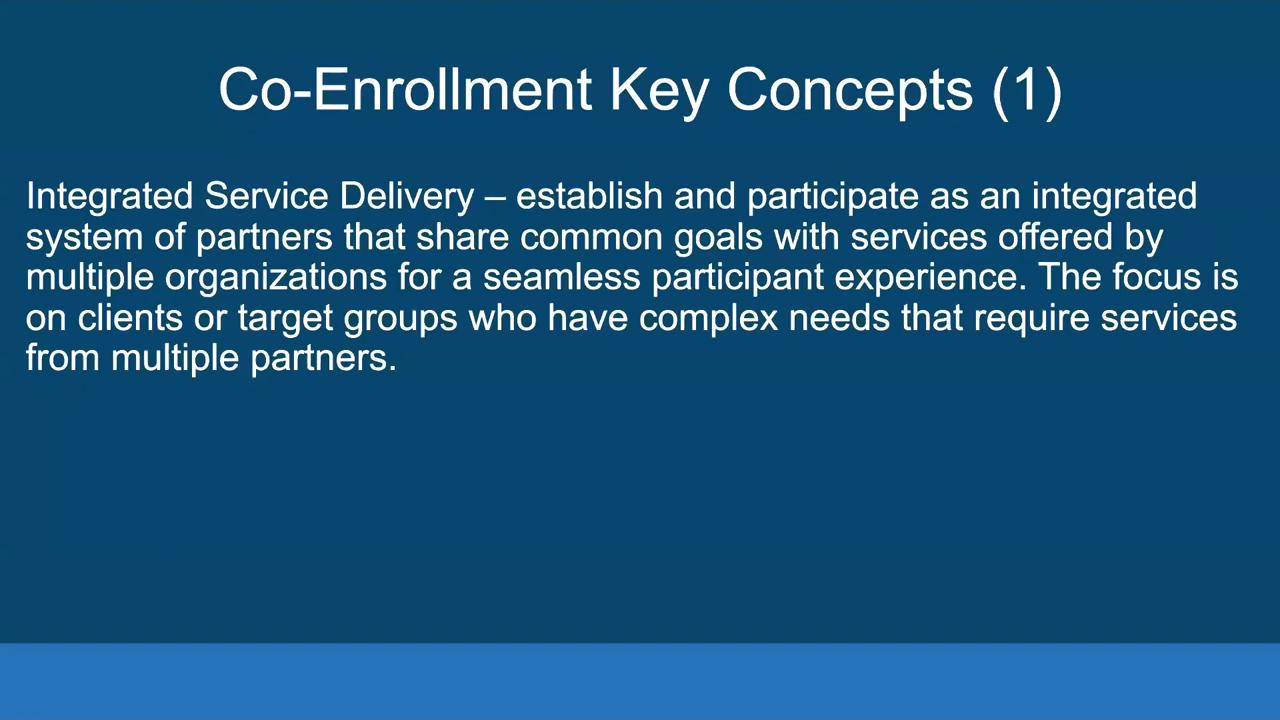 Co-Enrollment Key Concepts (1)
Integrated Service Delivery – establish and participate as an integrated
system of partners that share common goals with services offered by
multiple organizations for a seamless participant experience. The focus is
on clients or target groups who have complex needs that require services
from multiple partners.